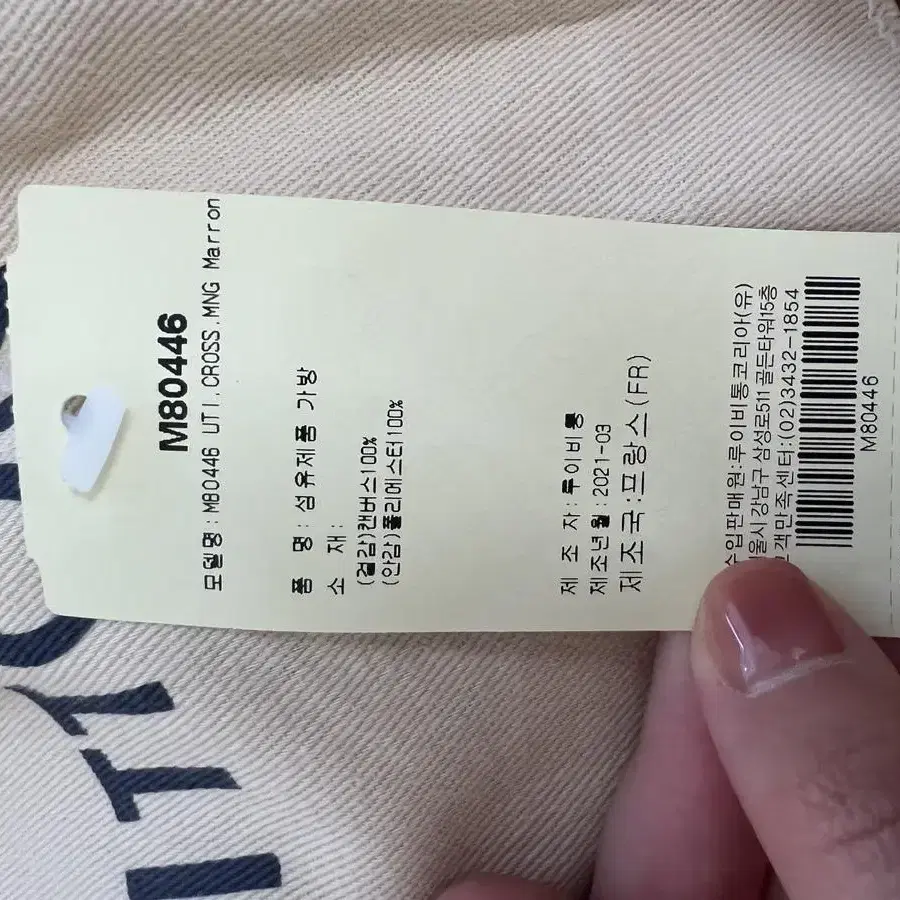 M80446
모델명:M80446 UTI.CROSS.MNG Marron
품 명: 섬유제품 가방
소 재:
(겉감)캔버스100%
(안감)폴리에스터100%
제 조 자:루이비통
제조년월:2021-03
제조국:프랑스(FR)
수입판매원:루이비통코리아(유)
강남구 삼성로511 골든타워15층
객만족센터:(02)3432-1854
M80446